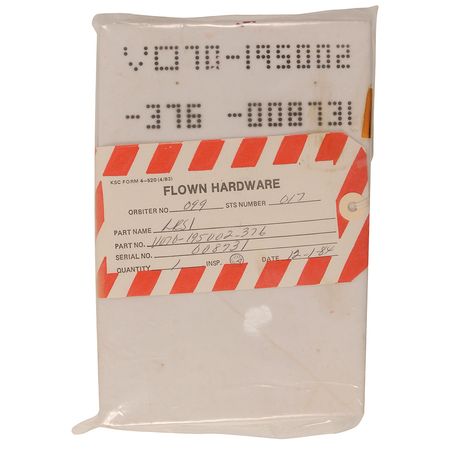 VO70-195002
-376 -008731
KSC FORM 4-520 (4/83)
FLOWN HARDWARE
ORBITER NO. 099 STS NUMBER 017
PART NAME LRSI
PART NO. V070-195002-376
SERIAL NO. 008731
QUANTITY 1 INSP. DATE 12-1-84